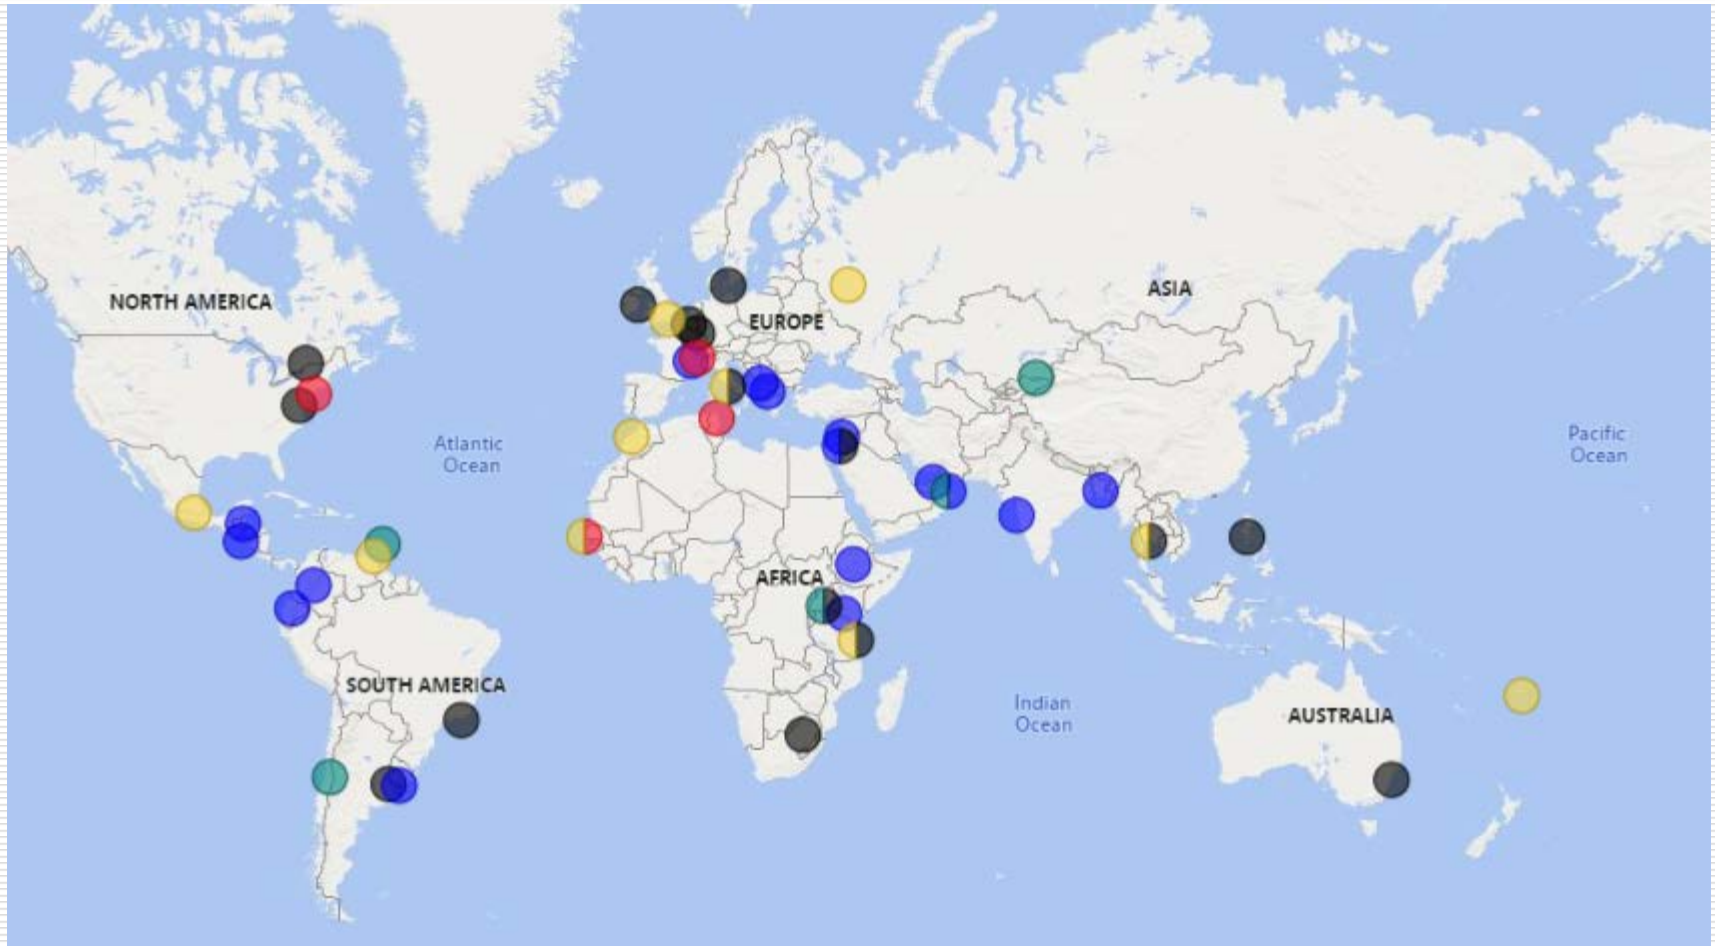 ASIA
NORTH AMERICA
EUROPE
Atlantic
Ocean
Pacific
Ocean
AFRICA
SOUTH AMERICA
Indian
Ocean
AUSTRALIA